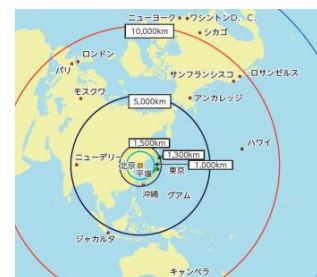 ニューヨーク
ワシントンD．C．
10,000km
シカゴ
ロンドン
パリ
サンフランシスコ
ロサンゼルス
モスクワ
5,000km
アンカレッジ
1,500km
ハワイ
1,300km
ニューデリー
北京
1,000km
平壌
東京
沖縄
グアム
ジャカルタ
キャンベラ